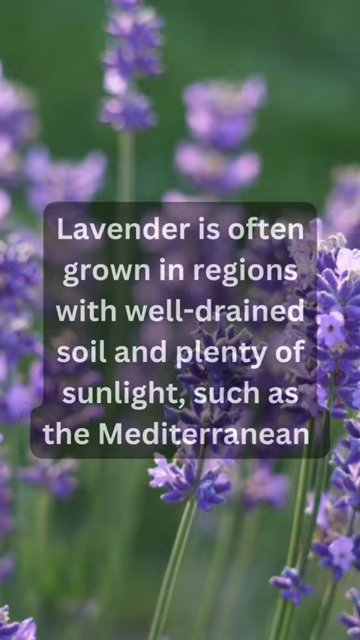 Lavender is often
grown in regions
with well-drained
soil and plenty of
sunlight, such as
the Mediterranean